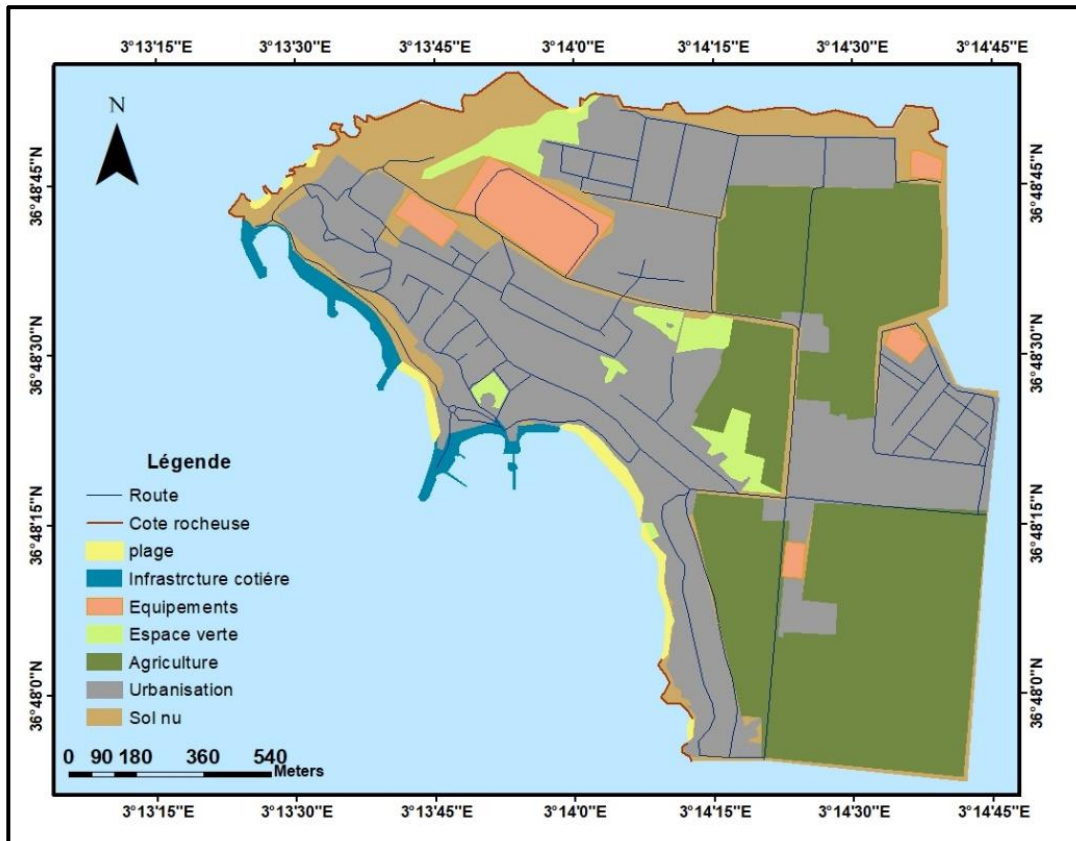 3°13'15"E 3°13'30"E 3°13'45"E 3°14'0"E 3°14'15"E 3°14'30"E 3°14'45"E
N
36°48'45"N 36°48'45"N
36°48'30"N 36°48'30"N
36°48'15"N 36°48'15"N
36°48'0"N 36°48'0"N
Légende
Route
Cote rocheuse
plage
Infrastrcture cotiére
Equipements
Espace verte
Agriculture
Urbanisation
Sol nu
0 90 180 360 540
Meters
3°13'15"E 3°13'30"E 3°13'45"E 3°14'0"E 3°14'15"E 3°14'30"E 3°14'45"E